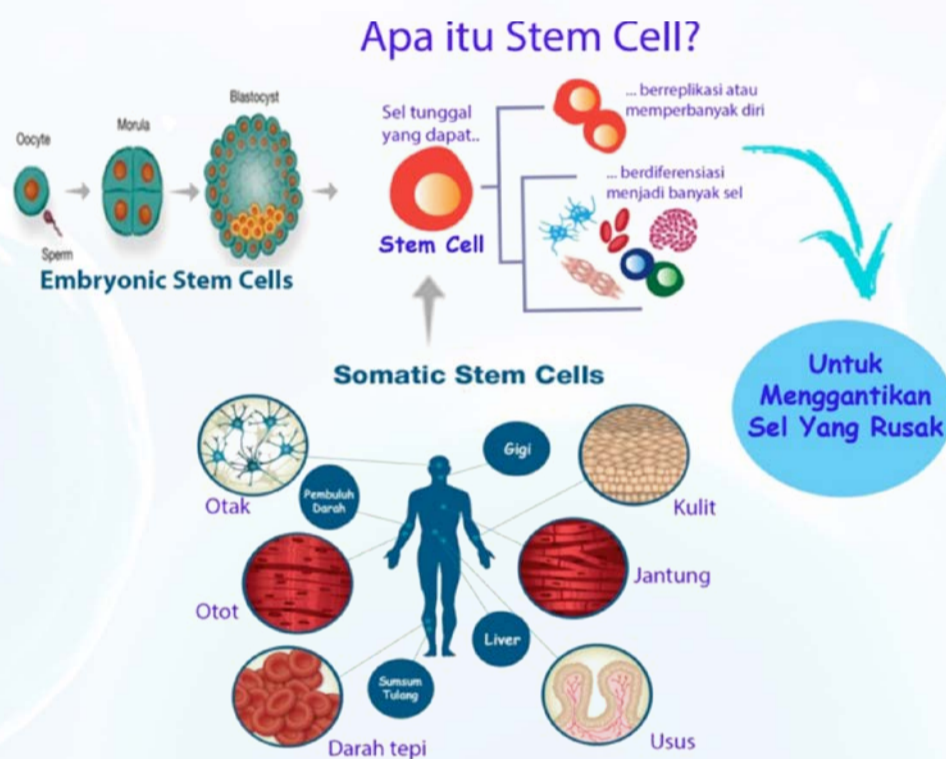 Apa itu Stem Cell?
Oocyte
Morula
Blastocyst
Sperm
Embryonic Stem Cells
Sel tunggal
yang dapat..
Stem Cell
... bereplikasi atau
memperbanyak diri
... berdiferensiasi
menjadi banyak sel
Untuk
Menggantikan
Sel Yang Rusak
Somatic Stem Cells
Otak
Pembuluh
Darah
Gigi
Kulit
Otot
Jantung
Liver
Darah tepi
Sumsum
Tulang
Usus